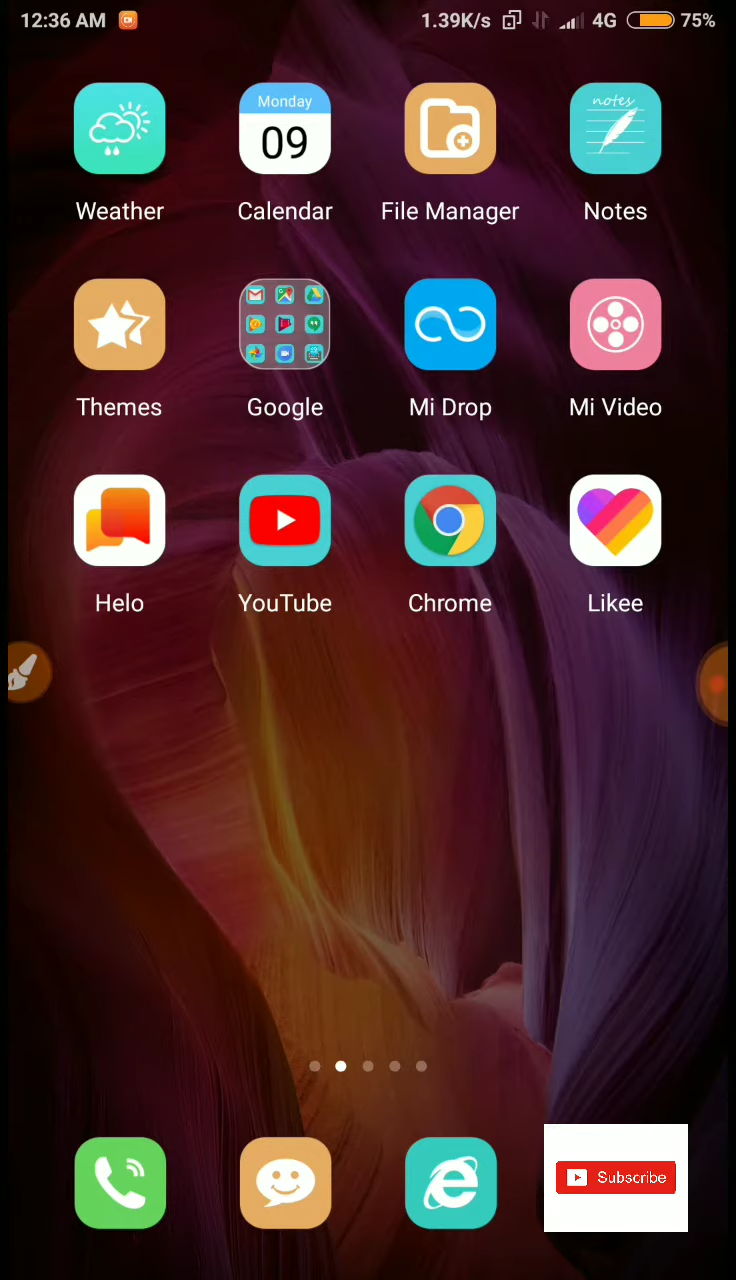 12:36 AM 1.39K/s 4G 75%
Monday
09
notes
Weather Calendar File Manager Notes
Themes Google Mi Drop Mi Video
Helo YouTube Chrome Likee
Subscribe